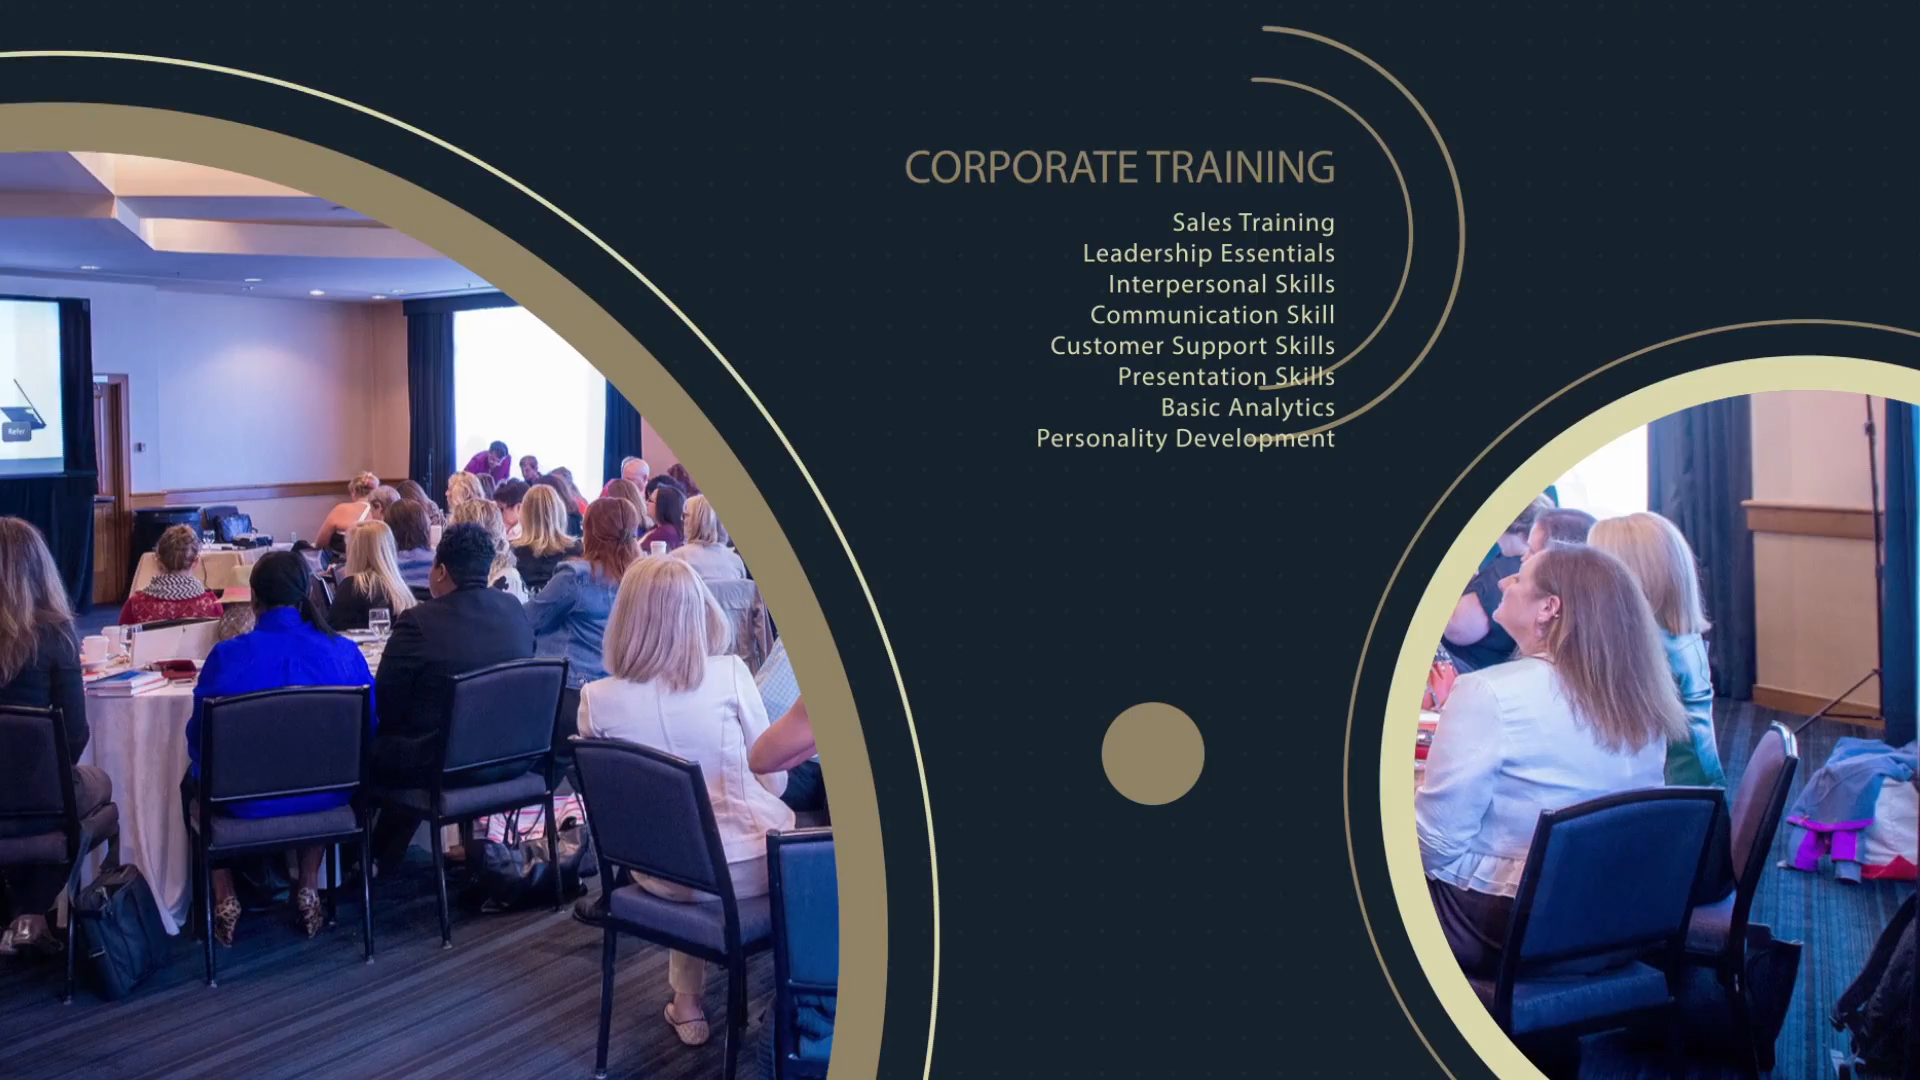 CORPORATE TRAINING
Sales Training
Leadership Essentials
Interpersonal Skills
Communication Skill
Customer Support Skills
Presentation Skills
Basic Analytics
Personality Development
Refer